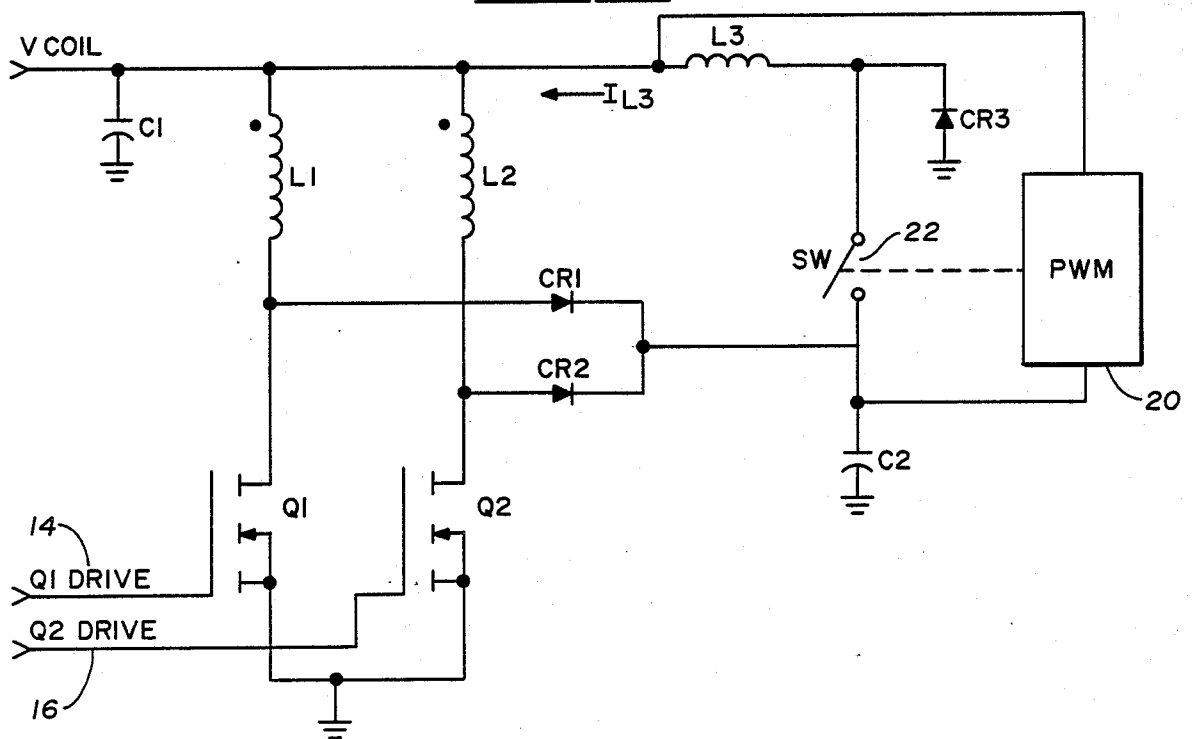 V COIL
L3
I L3
C1
CR3
L1
L2
SW
22
PWM
CR1
CR2
20
C2
Q1
Q2
14
Q1 DRIVE
Q2 DRIVE
16